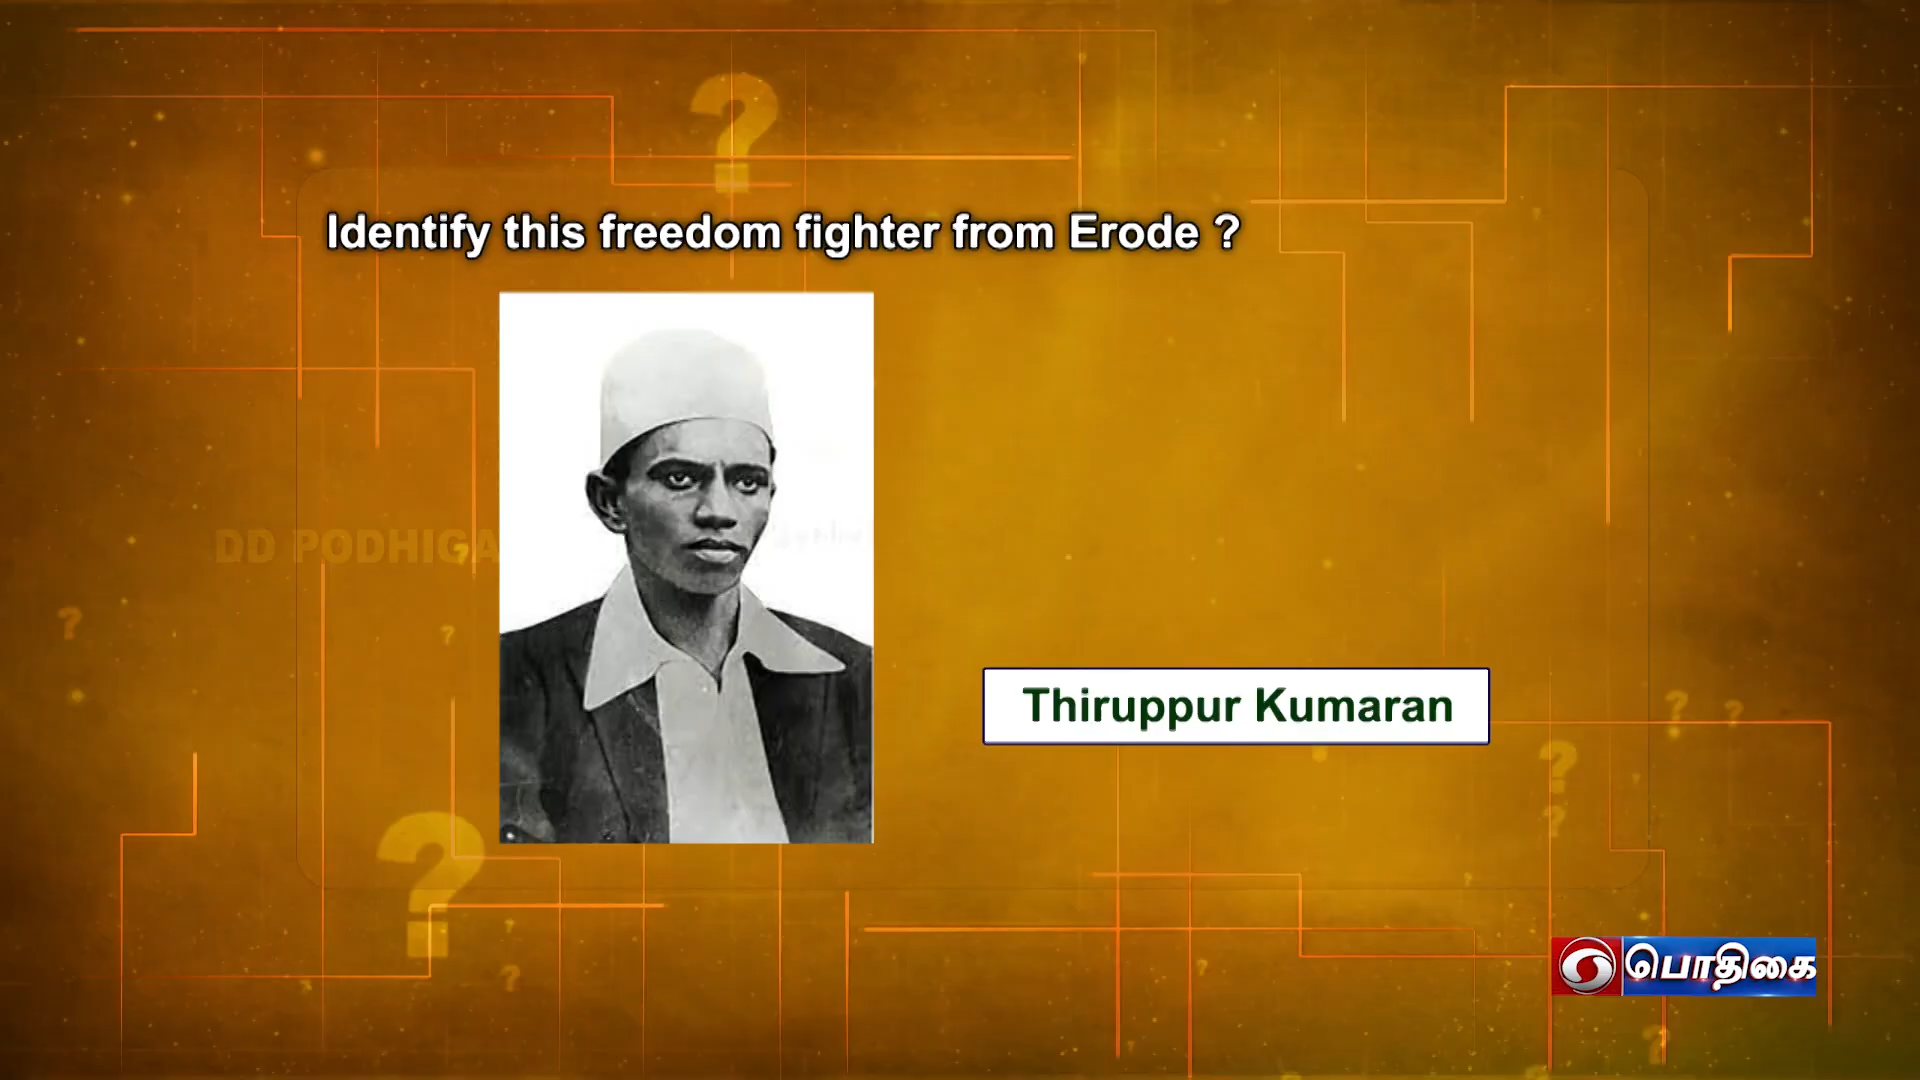 Identify this freedom fighter from Erode ?
DD PODHIGA
Thiruppur Kumaran
பொதிகை